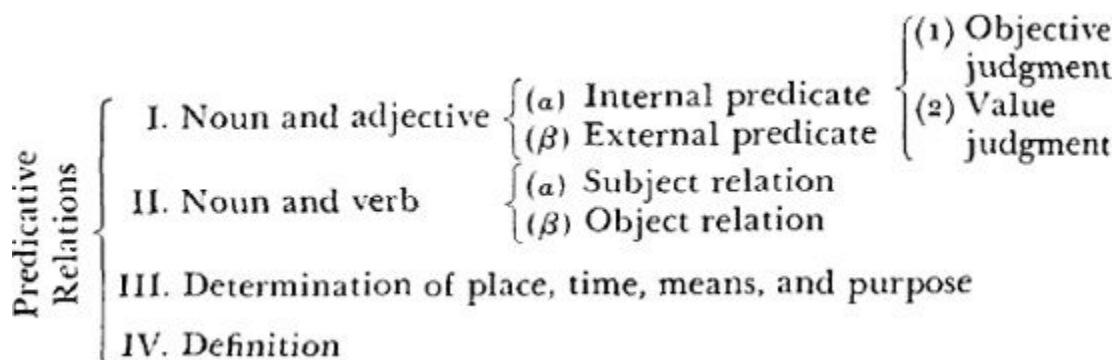 (1) Objective
judgment
(2) Value
judgment
I. Noun and adjective (α) Internal predicate
(β) External predicate
II. Noun and verb (α) Subject relation
(β) Object relation
III. Determination of place, time, means, and purpose
IV. Definition
Predicative
Relations